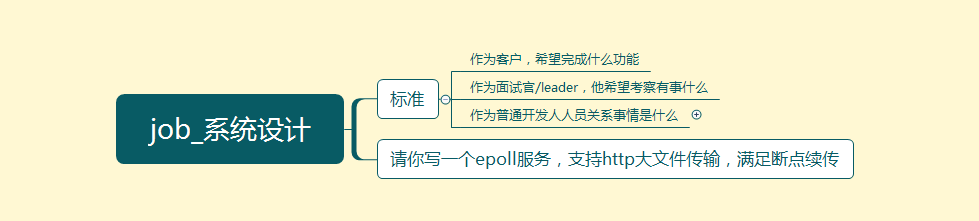 job_系统设计
标准
作为客户，希望完成什么功能
作为面试官/leader，他希望考察有事什么
作为普通开发人人员关系事情是什么
请你写一个epoll服务，支持http大文件传输，满足断点续传